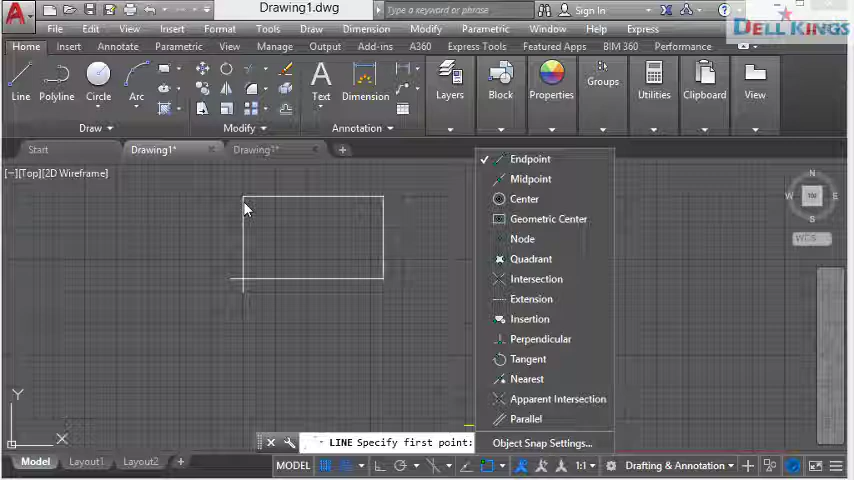 Drawing1.dwg
Type a keyword or phrase
Sign In
DELL KINGS
Edit View Insert Format Tools Draw Dimension Modify Parametric Window Help Express
Home Insert Annotate Parametric View Manage Output Add-ins A360 Express Tools Featured Apps BIM 360 Performance
Line Polyline Circle Arc Text Dimension Layers Block Properties Groups Utilities Clipboard View
Draw Modify Annotation
Start Drawing1* Drawing1*
[−][Top][2D Wireframe]
N
W TOP E
S
WCS
Endpoint
Midpoint
Center
Geometric Center
Node
Quadrant
Intersection
Extension
Insertion
Perpendicular
Tangent
Nearest
Apparent Intersection
Parallel
Object Snap Settings...
Y
X
LINE Specify first point:
Model Layout1 Layout2 + MODEL 1:1 Drafting & Annotation